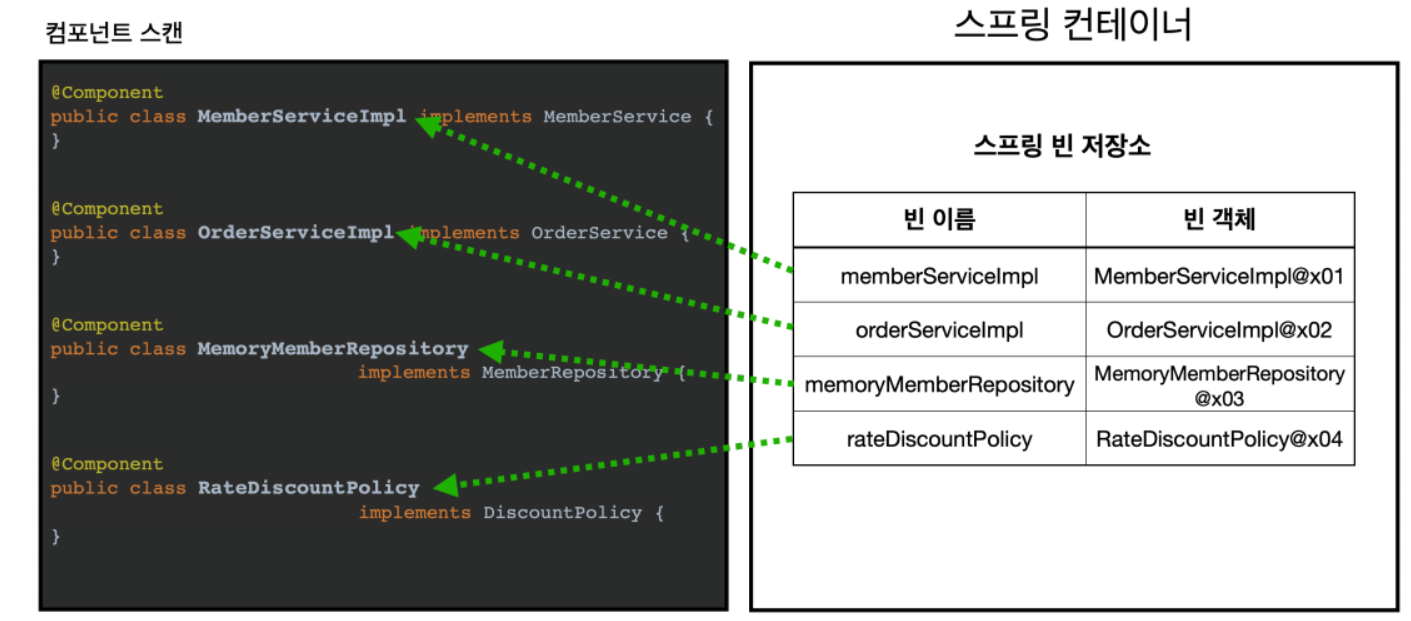 컴포넌트 스캔
스프링 컨테이너
@Component
public class MemberServiceImpl implements MemberService {
}
@Component
public class OrderServiceImpl implements OrderService {
}
@Component
public class MemoryMemberRepository
implements MemberRepository {
}
@Component
public class RateDiscountPolicy
implements DiscountPolicy {
}
스프링 빈 저장소
빈 이름 빈 객체
memberServiceImpl MemberServiceImpl@x01
orderServiceImpl OrderServiceImpl@x02
memoryMemberRepository MemoryMemberRepository
@x03
rateDiscountPolicy RateDiscountPolicy@x04